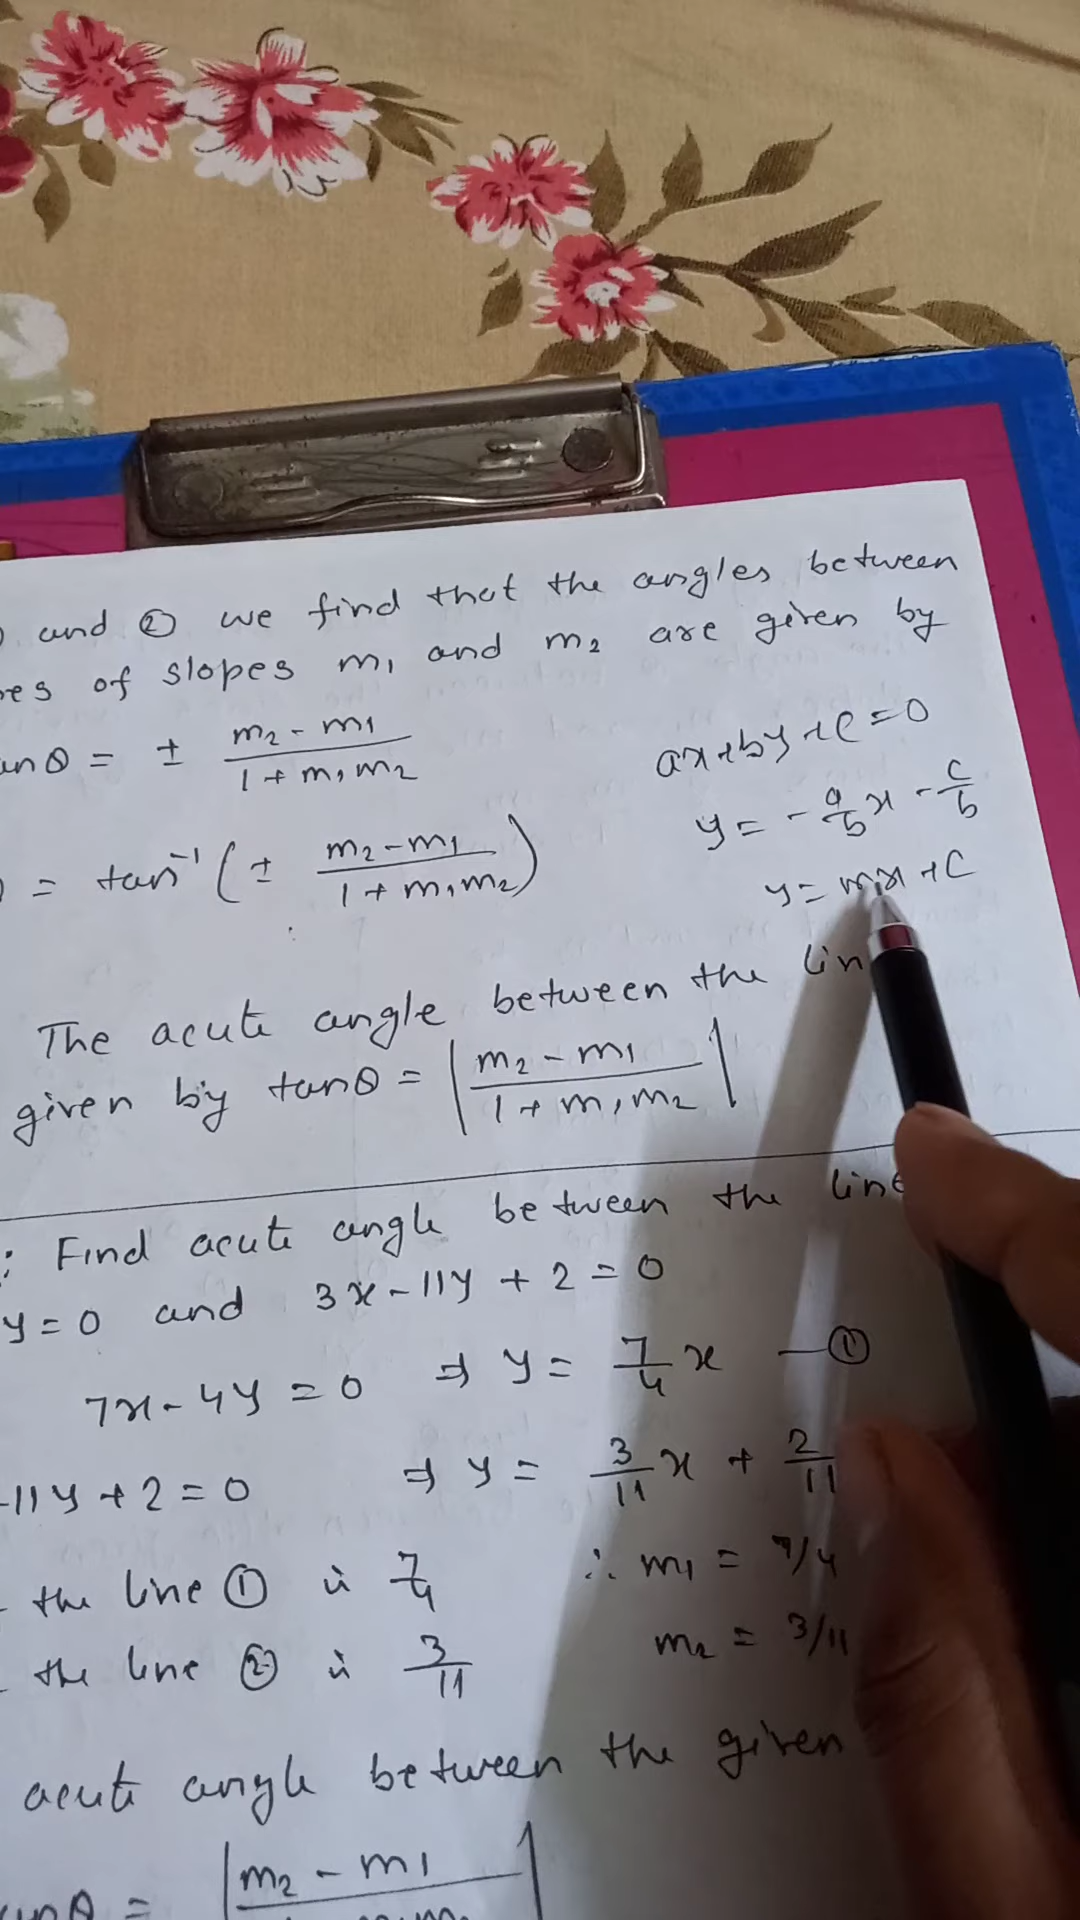 and ② we find that the angles between
of slopes m₁ and m₂ are given by
θ = ± (m₂ - m₁)/(1 + m₁m₂)
ax + by + c = 0
y = -a/b x - c/b
= tan⁻¹(± (m₂ - m₁)/(1 + m₁m₂))
y = mx + c
The acute angle between the
given by tanθ = |(m₂ - m₁)/(1 + m₁m₂)|
: Find acute angle between the line
y = 0 and 3x - 11y + 2 = 0
7x - 4y = 0 ⇒ y = 7/4 x — ①
-11y + 2 = 0 ⇒ y = 3/11 x + 2/11
the line ① is 7/4 ∴ m₁ = 7/4
the line ② is 3/11 m₂ = 3/11
acute angle between the given
= |m₂ - m₁